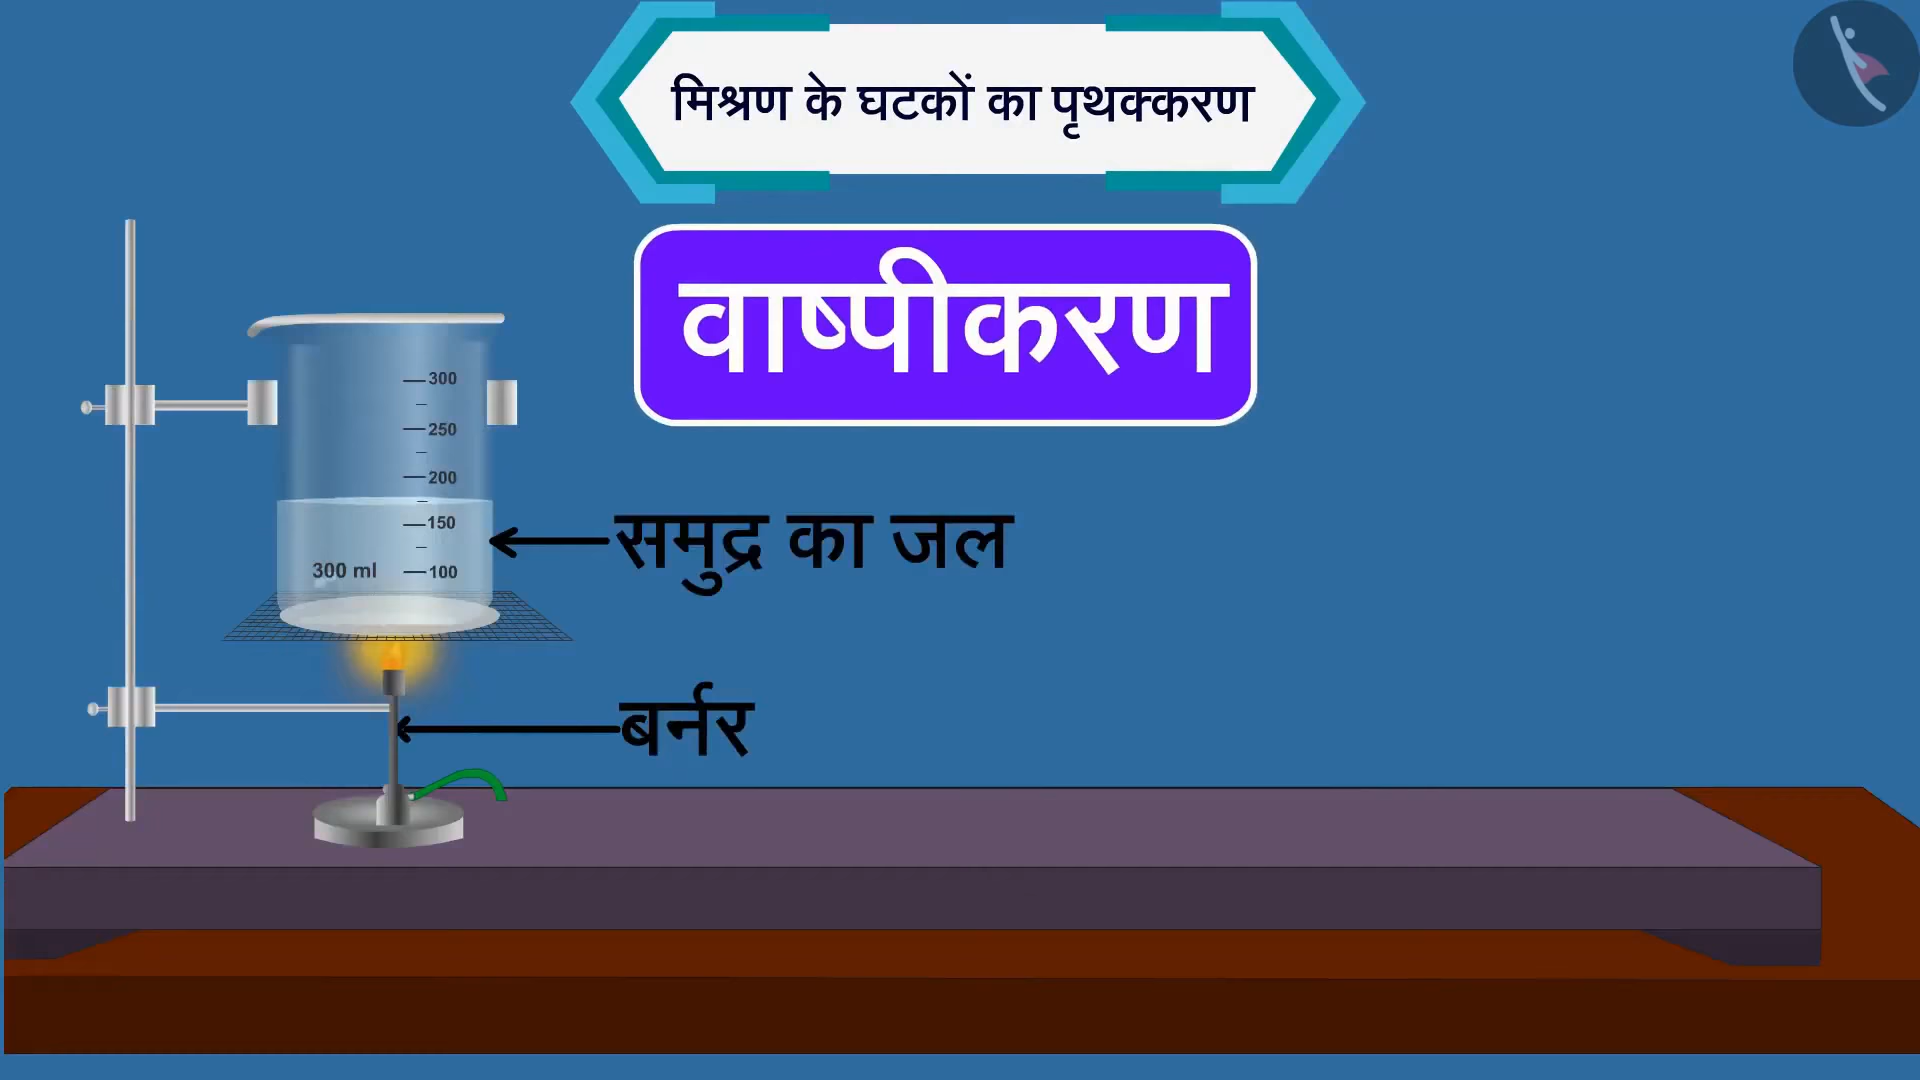 मिश्रण के घटकों का पृथक्करण
वाष्पीकरण
300
250
200
150
300 ml
100
समुद्र का जल
बर्नर